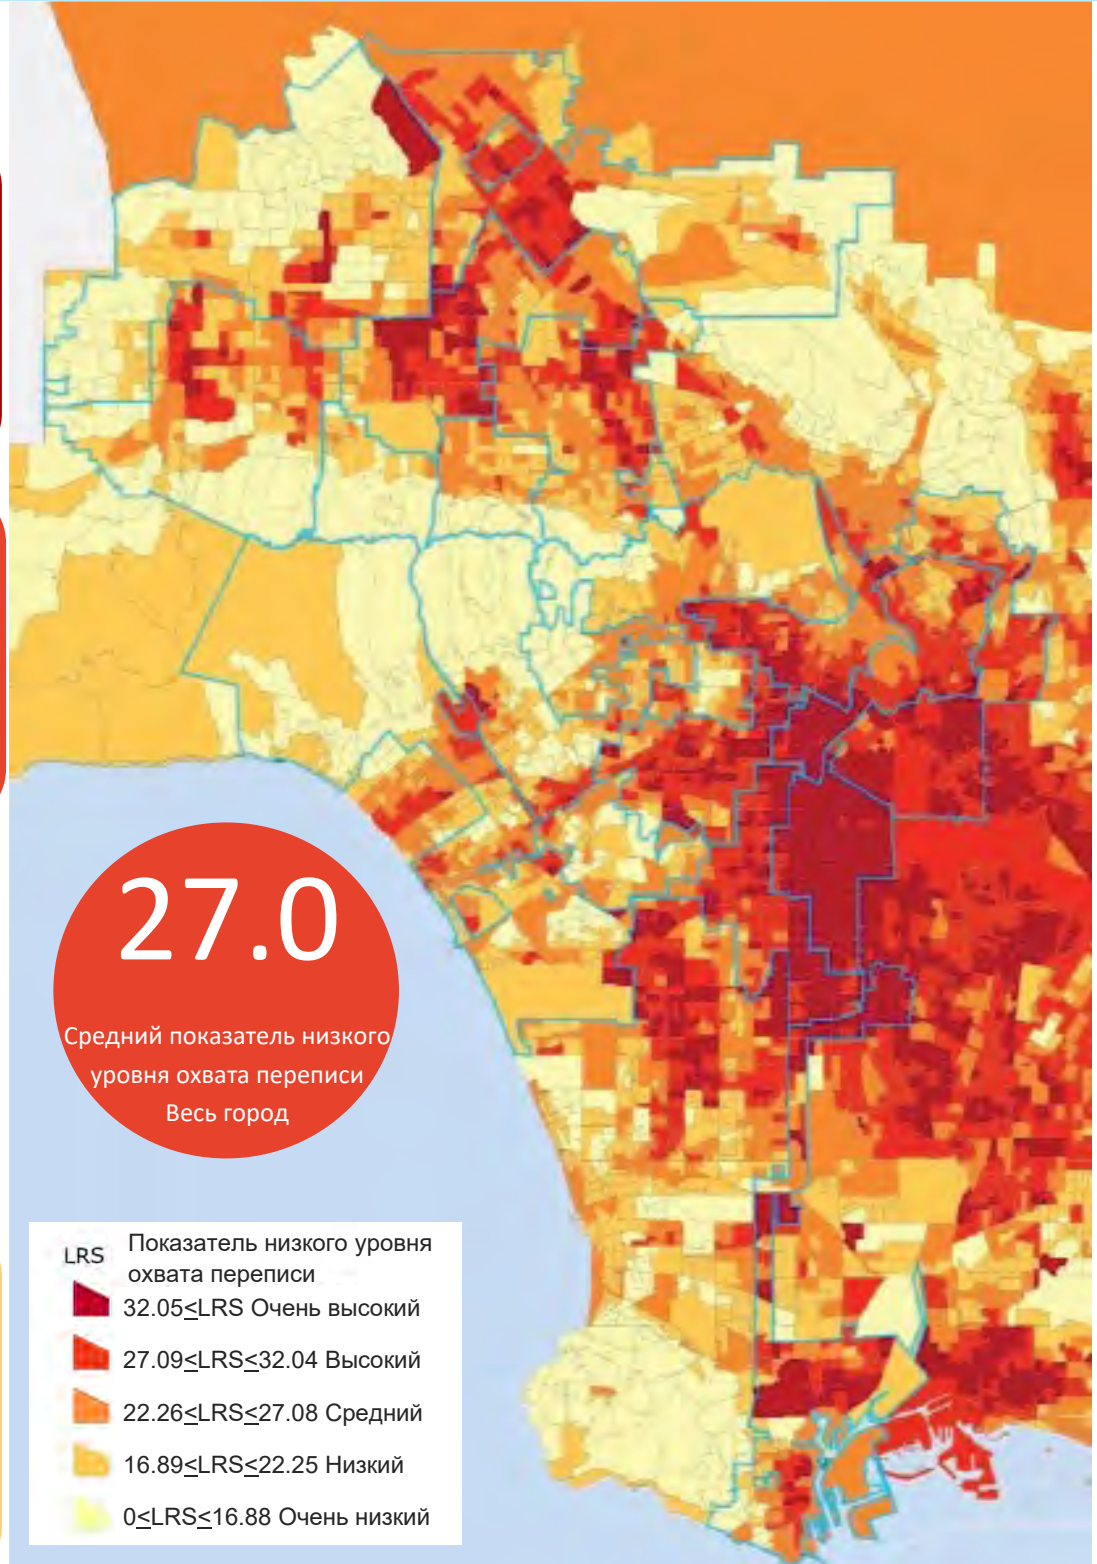 27.0
Средний показатель низкого
уровня охвата переписи
Весь город
LRS Показатель низкого уровня
охвата переписи
32.05≤LRS Очень высокий
27.09≤LRS≤32.04 Высокий
22.26≤LRS≤27.08 Средний
16.89≤LRS≤22.25 Низкий
0≤LRS≤16.88 Очень низкий